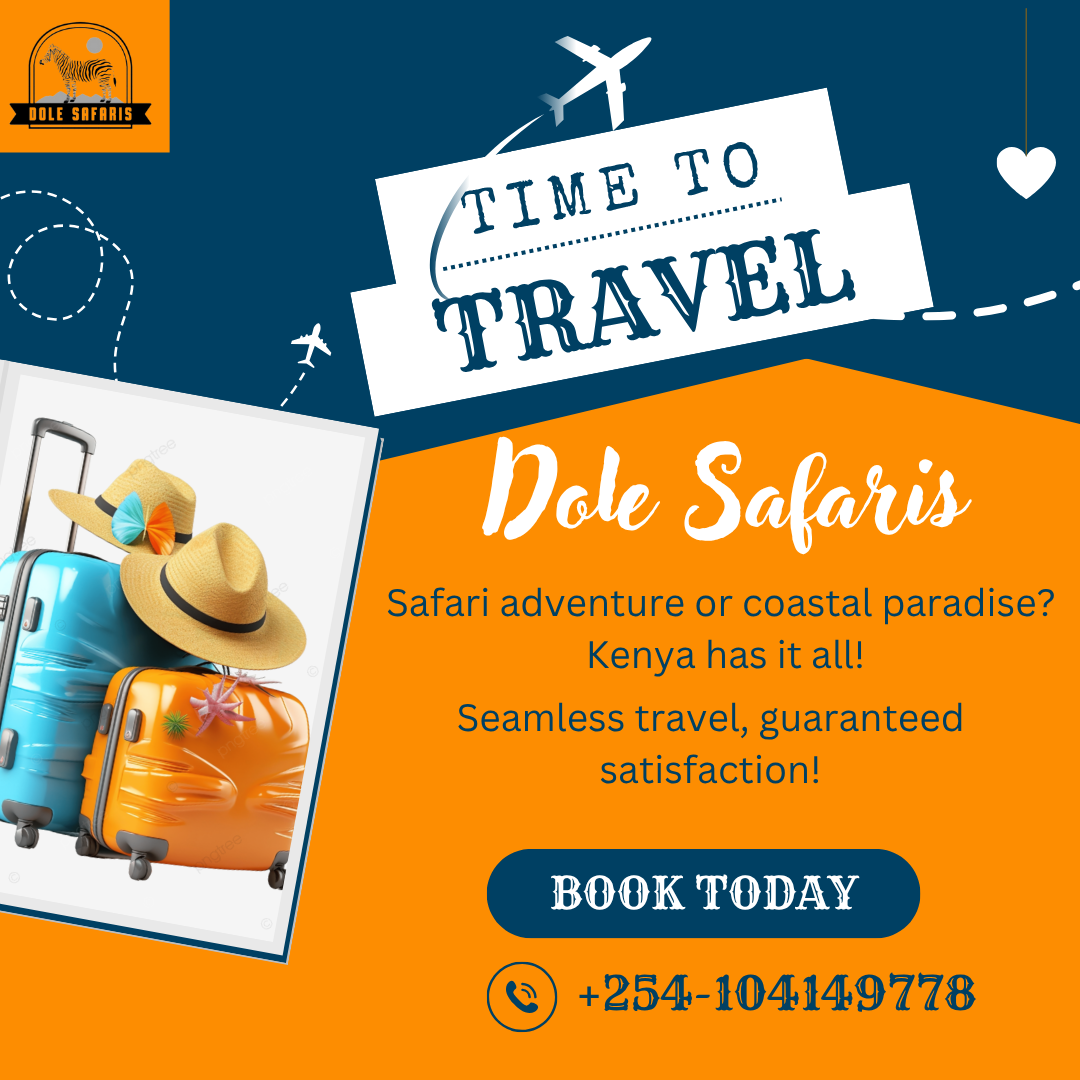 DOLE SAFARIS
TIME TO
TRAVEL
Dole Safaris
Safari adventure or coastal paradise?
Kenya has it all!
Seamless travel, guaranteed
satisfaction!
BOOK TODAY
+254-104149778